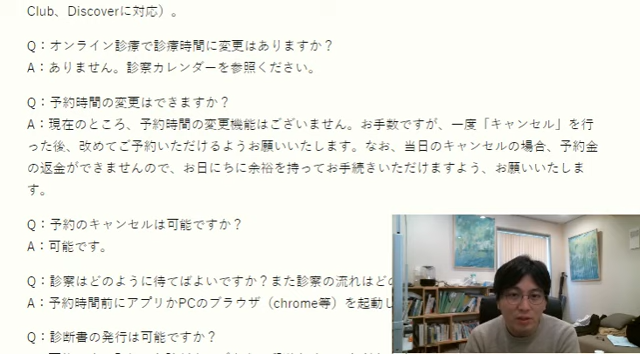 Club、Discoverに対応）。
Q：オンライン診療で診療時間に変更はありますか？
A：ありません。診察カレンダーを参照ください。
Q：予約時間の変更はできますか？
A：現在のところ、予約時間の変更機能はございません。お手数ですが、一度「キャンセル」を行
った後、改めてご予約いただけるようお願いいたします。なお、当日のキャンセルの場合、予約金
の返金ができませんので、お日にちに余裕を持ってお手続きいただけますよう、お願いいたしま
す。
Q：予約のキャンセルは可能ですか？
A：可能です。
Q：診察はどのように待てばよいですか？また診察の流れはど
A：予約時間前にアプリかPCのブラウザ（chrome等）を起動し
Q：診断書の発行は可能ですか？